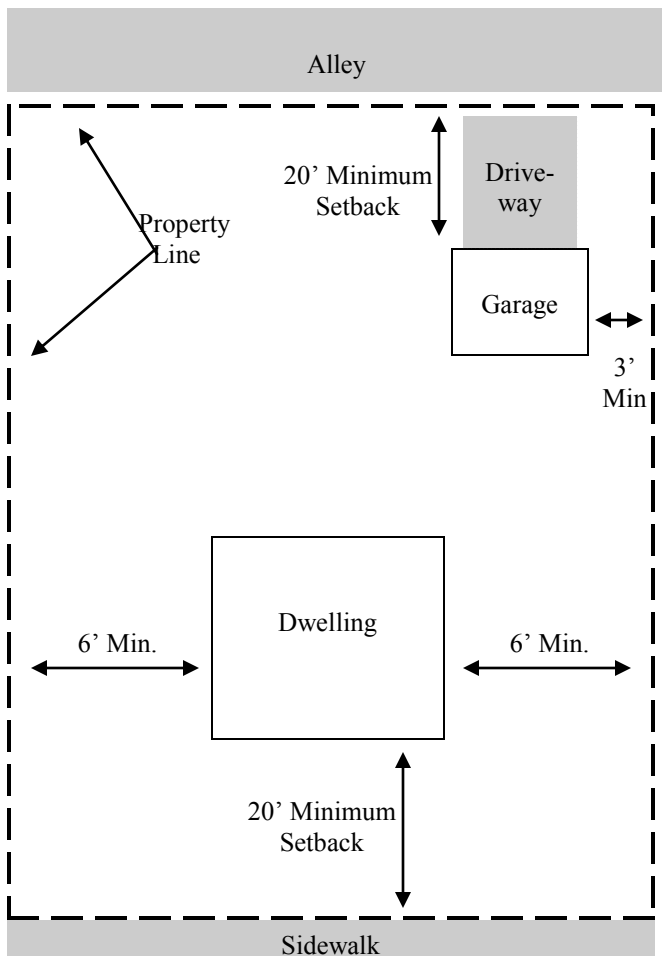 Alley
20’ Minimum
Setback
Drive-
way
Property
Line
Garage
3’
Min
Dwelling
6’ Min.
6’ Min.
20’ Minimum
Setback
Sidewalk